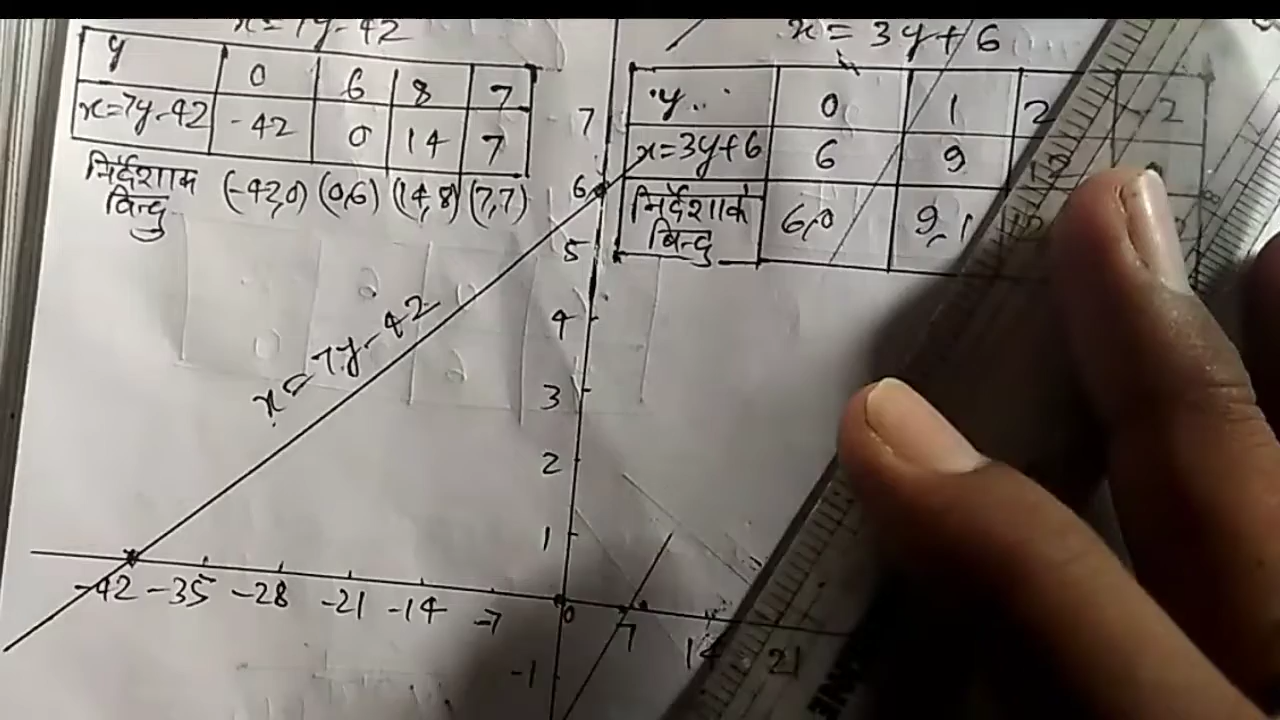 x=7y-42
y 0 6 8 7
x=7y-42 -42 0 14 7
निर्देशांक (-42,0) (0,6) (14,8) (7,7)
बिन्दु
x=3y+6
y 0 1 2 -2
x=3y+6 6 9
निर्देशांक 6,0 9,1
बिन्दु
7
6
5
4
3
2
1
x=7y-42
-42 -35 -28 -21 -14 -7 0 7 14 21
-1